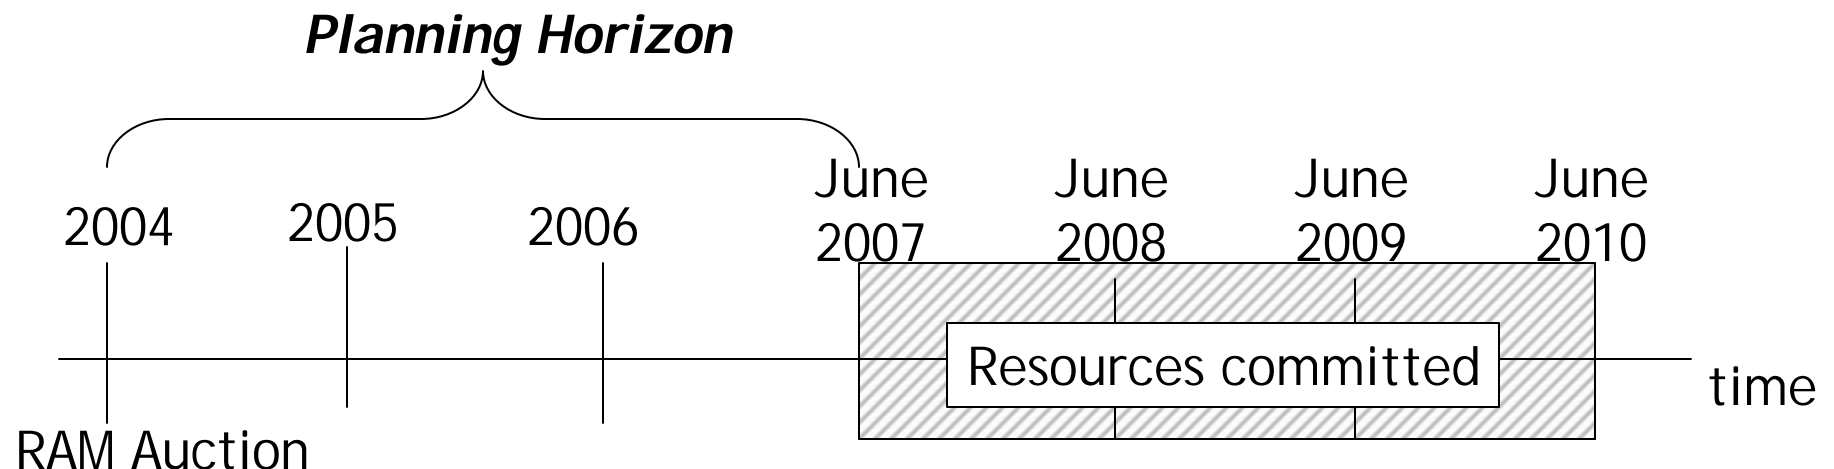 Planning Horizon
2004
2005
2006
June
2007
June
2008
June
2009
June
2010
Resources committed
time
RAM Auction